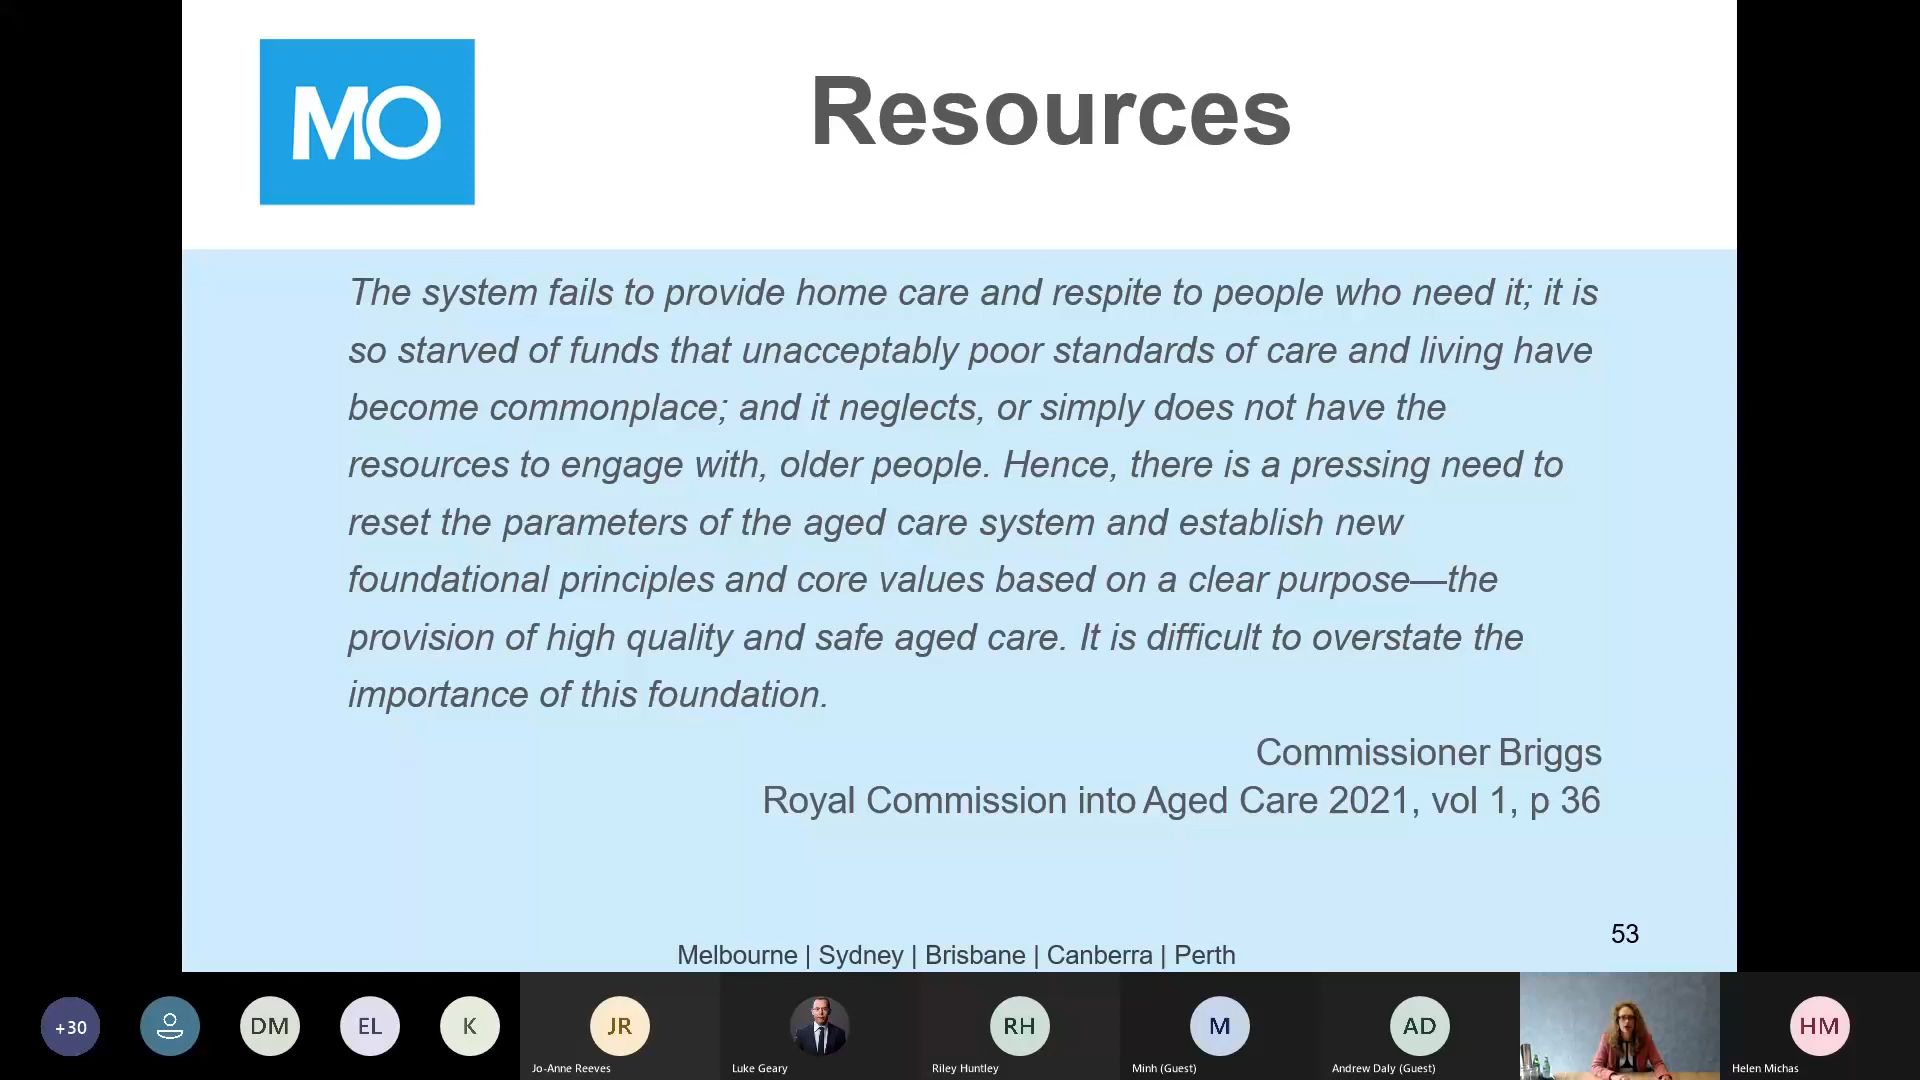 MO
Resources
The system fails to provide home care and respite to people who need it; it is
so starved of funds that unacceptably poor standards of care and living have
become commonplace; and it neglects, or simply does not have the
resources to engage with, older people. Hence, there is a pressing need to
reset the parameters of the aged care system and establish new
foundational principles and core values based on a clear purpose—the
provision of high quality and safe aged care. It is difficult to overstate the
importance of this foundation.
Commissioner Briggs
Royal Commission into Aged Care 2021, vol 1, p 36
53
Melbourne | Sydney | Brisbane | Canberra | Perth
+30
DM
EL
K
JR
RH
M
AD
HM
Jo-Anne Reeves
Luke Geary
Riley Huntley
Minh (Guest)
Andrew Daly (Guest)
Helen Michas